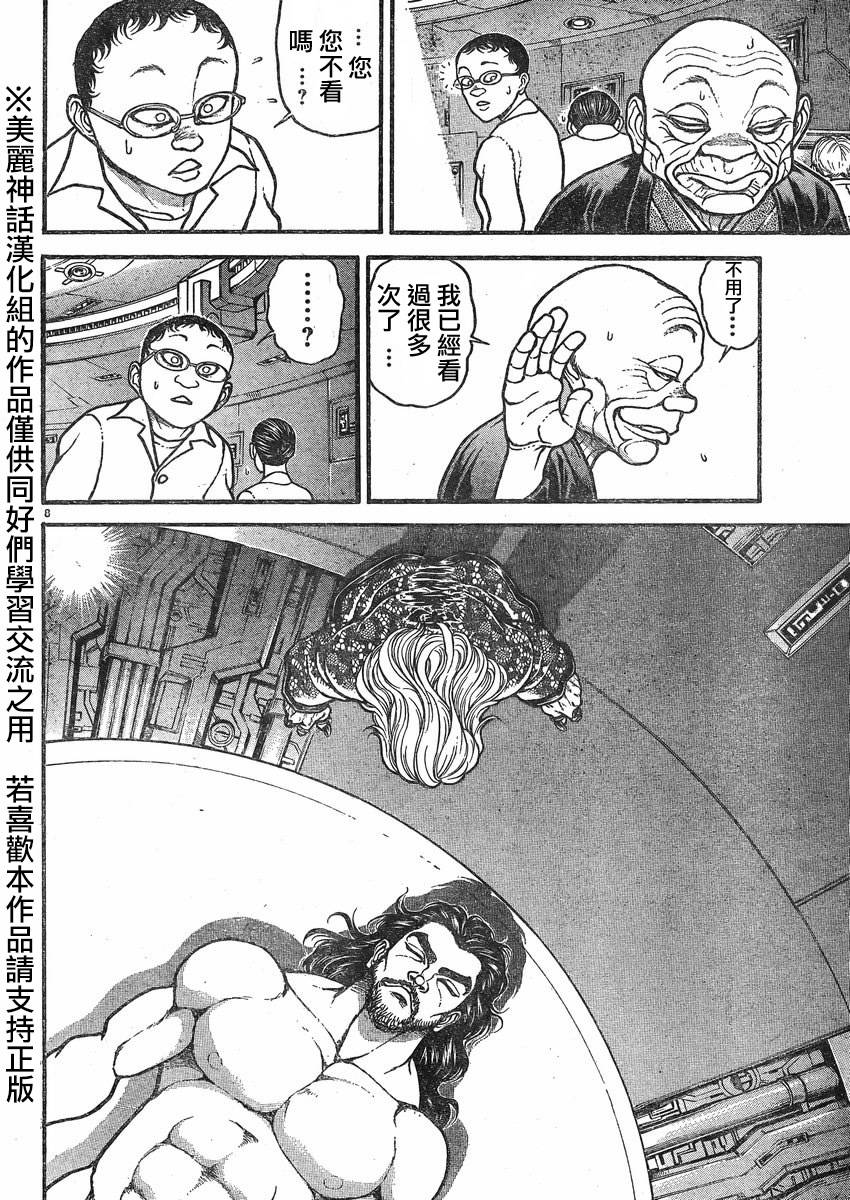 …您
您不看
嗎…?
不用了…
我已經看
過很多
次了…
……?
8
※美麗神話漢化組的作品僅供同好們學習交流之用 若喜歡本作品請支持正版